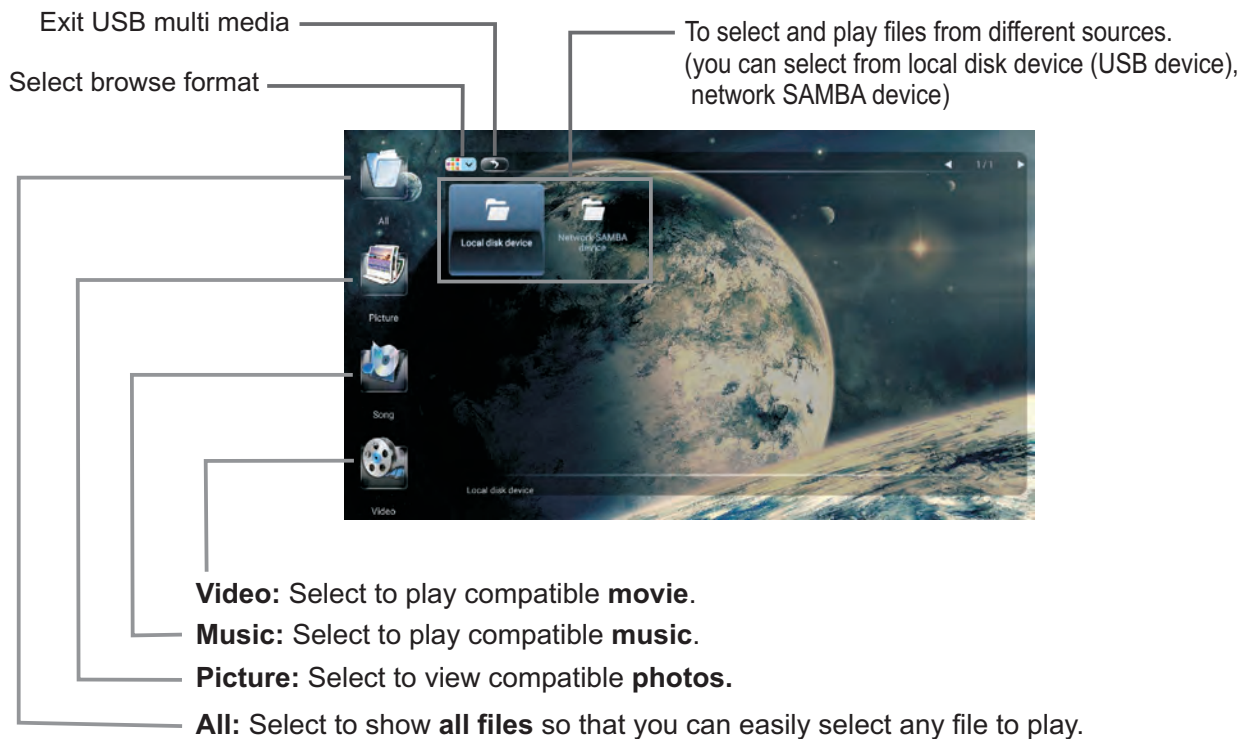 Exit USB multi media
Select browse format
To select and play files from different sources.
(you can select from local disk device (USB device),
network SAMBA device)
1/1
All
Local disk device
Network SAMBA
device
Picture
Song
Local disk device
Video
Video: Select to play compatible movie.
Music: Select to play compatible music.
Picture: Select to view compatible photos.
All: Select to show all files so that you can easily select any file to play.